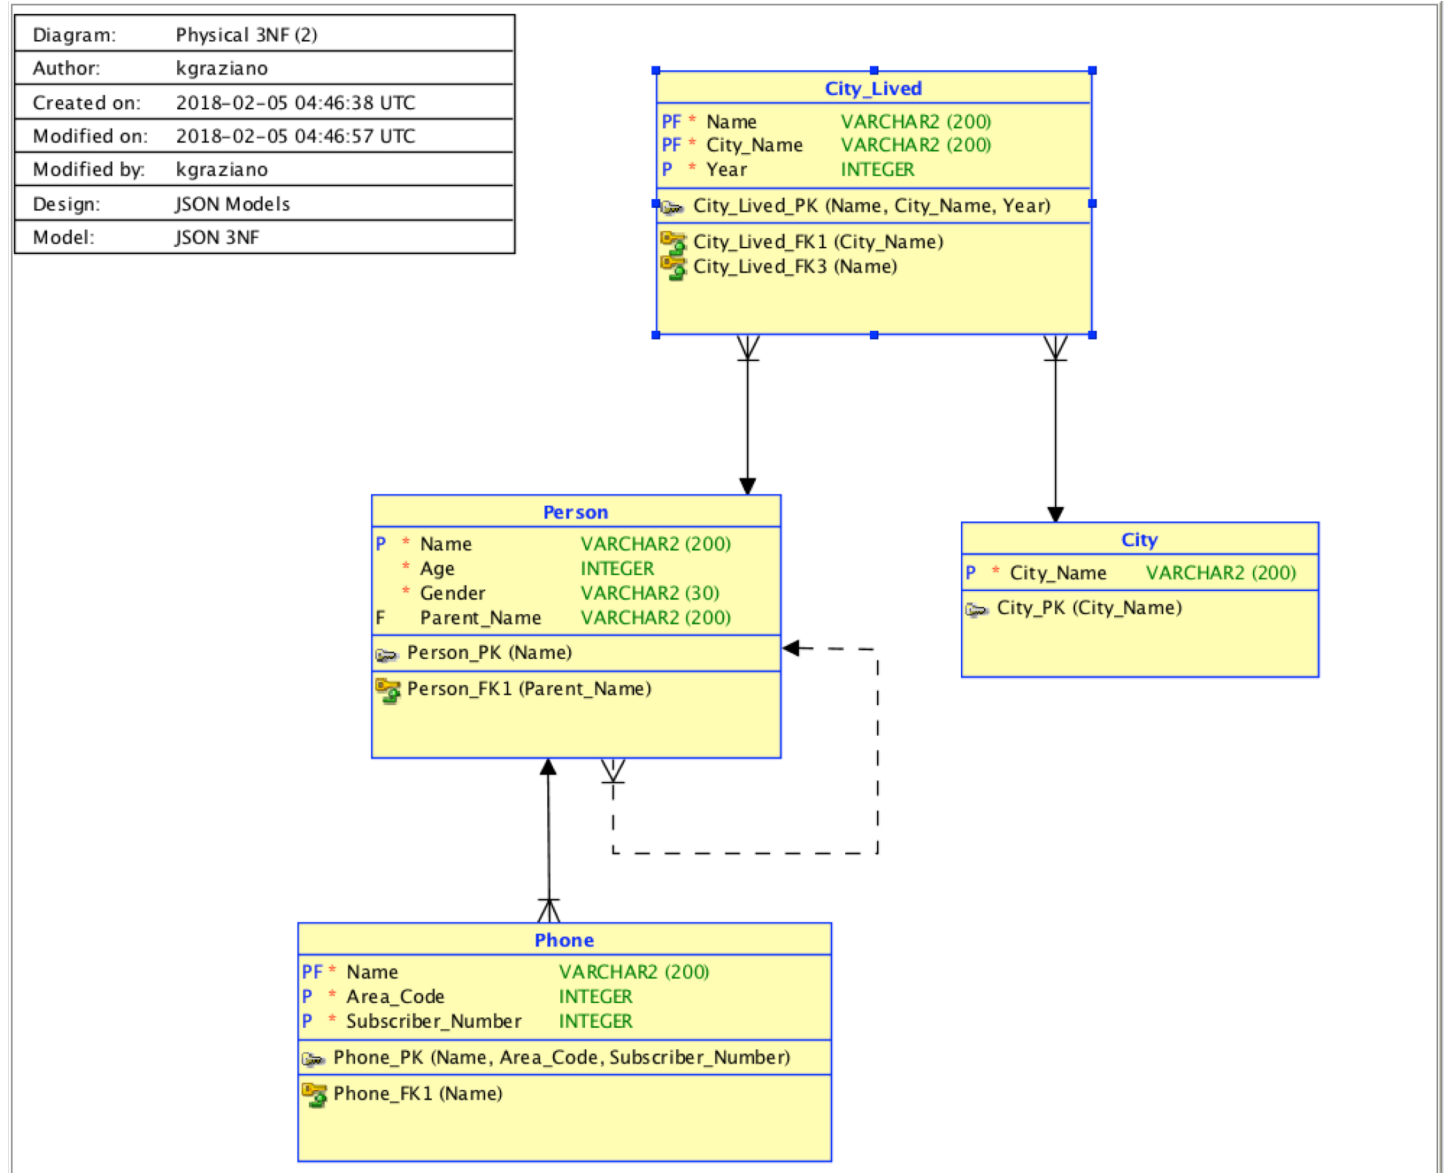 Diagram: Physical 3NF (2)
Author: kgraziano
Created on: 2018-02-05 04:46:38 UTC
Modified on: 2018-02-05 04:46:57 UTC
Modified by: kgraziano
Design: JSON Models
Model: JSON 3NF
City_Lived
PF * Name VARCHAR2 (200)
PF * City_Name VARCHAR2 (200)
P * Year INTEGER
City_Lived_PK (Name, City_Name, Year)
City_Lived_FK1 (City_Name)
City_Lived_FK3 (Name)
Person
P * Name VARCHAR2 (200)
* Age INTEGER
* Gender VARCHAR2 (30)
F Parent_Name VARCHAR2 (200)
Person_PK (Name)
Person_FK1 (Parent_Name)
City
P * City_Name VARCHAR2 (200)
City_PK (City_Name)
Phone
PF * Name VARCHAR2 (200)
P * Area_Code INTEGER
P * Subscriber_Number INTEGER
Phone_PK (Name, Area_Code, Subscriber_Number)
Phone_FK1 (Name)